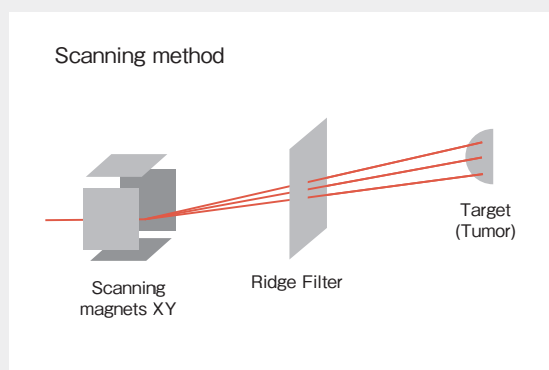 Scanning method
Scanning
magnets XY
Ridge Filter
Target
(Tumor)